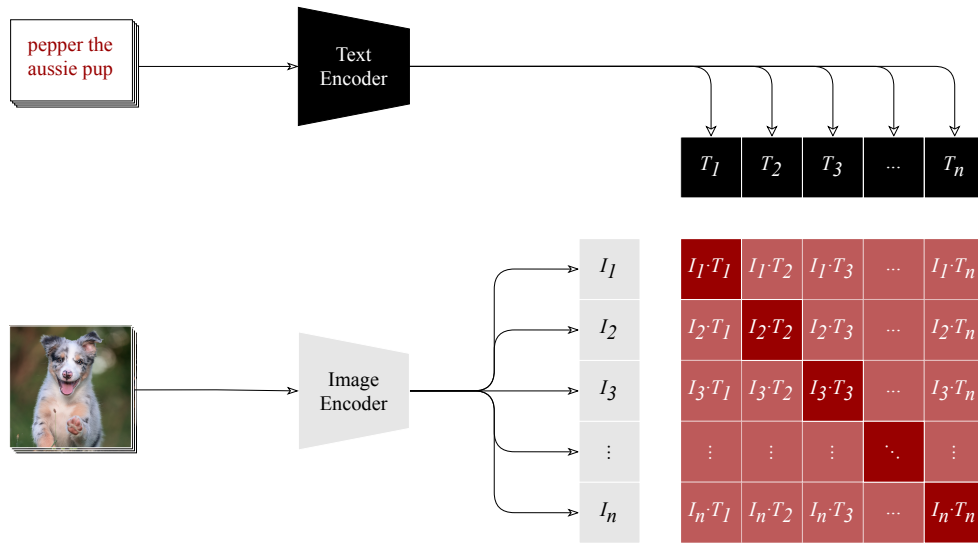 pepper the
aussie pup
Text
Encoder
T1 T2 T3 ... Tn
I1 I1·T1 I1·T2 I1·T3 ... I1·Tn
I2 I2·T1 I2·T2 I2·T3 ... I2·Tn
Image
Encoder
I3 I3·T1 I3·T2 I3·T3 ... I3·Tn
⋮ ⋮ ⋮ ⋮ ⋱ ⋮
In In·T1 In·T2 In·T3 ... In·Tn